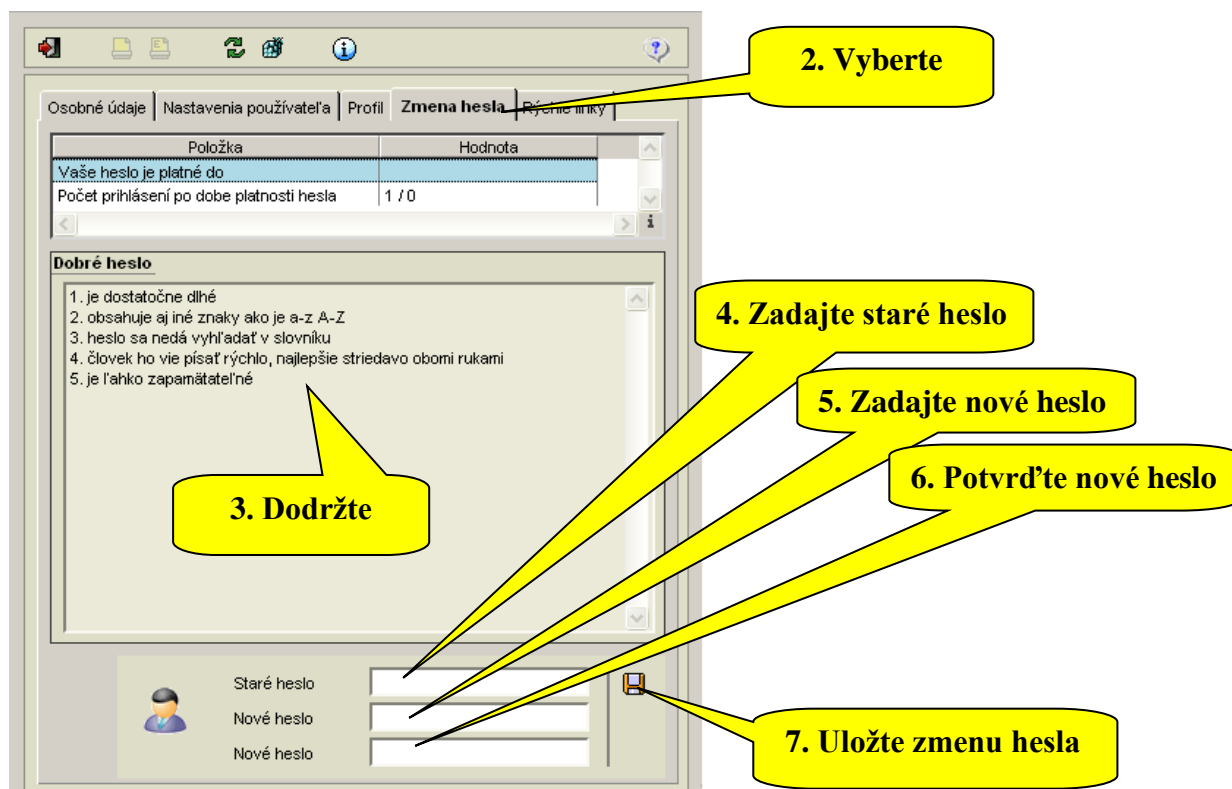 2. Vyberte
Osobné údaje
Nastavenia používateľa
Profil
Zmena hesla
Rýchle linky
Položka
Hodnota
Vaše heslo je platné do
Počet prihlásení po dobe platnosti hesla
1 / 0
Dobré heslo
1. je dostatočne dlhé
2. obsahuje aj iné znaky ako je a-z A-Z
3. heslo sa nedá vyhľadať v slovníku
4. človek ho vie písať rýchlo, najlepšie striedavo obomi rukami
5. je ľahko zapamätateľné
4. Zadajte staré heslo
5. Zadajte nové heslo
6. Potvrďte nové heslo
3. Dodržte
Staré heslo
Nové heslo
Nové heslo
7. Uložte zmenu hesla